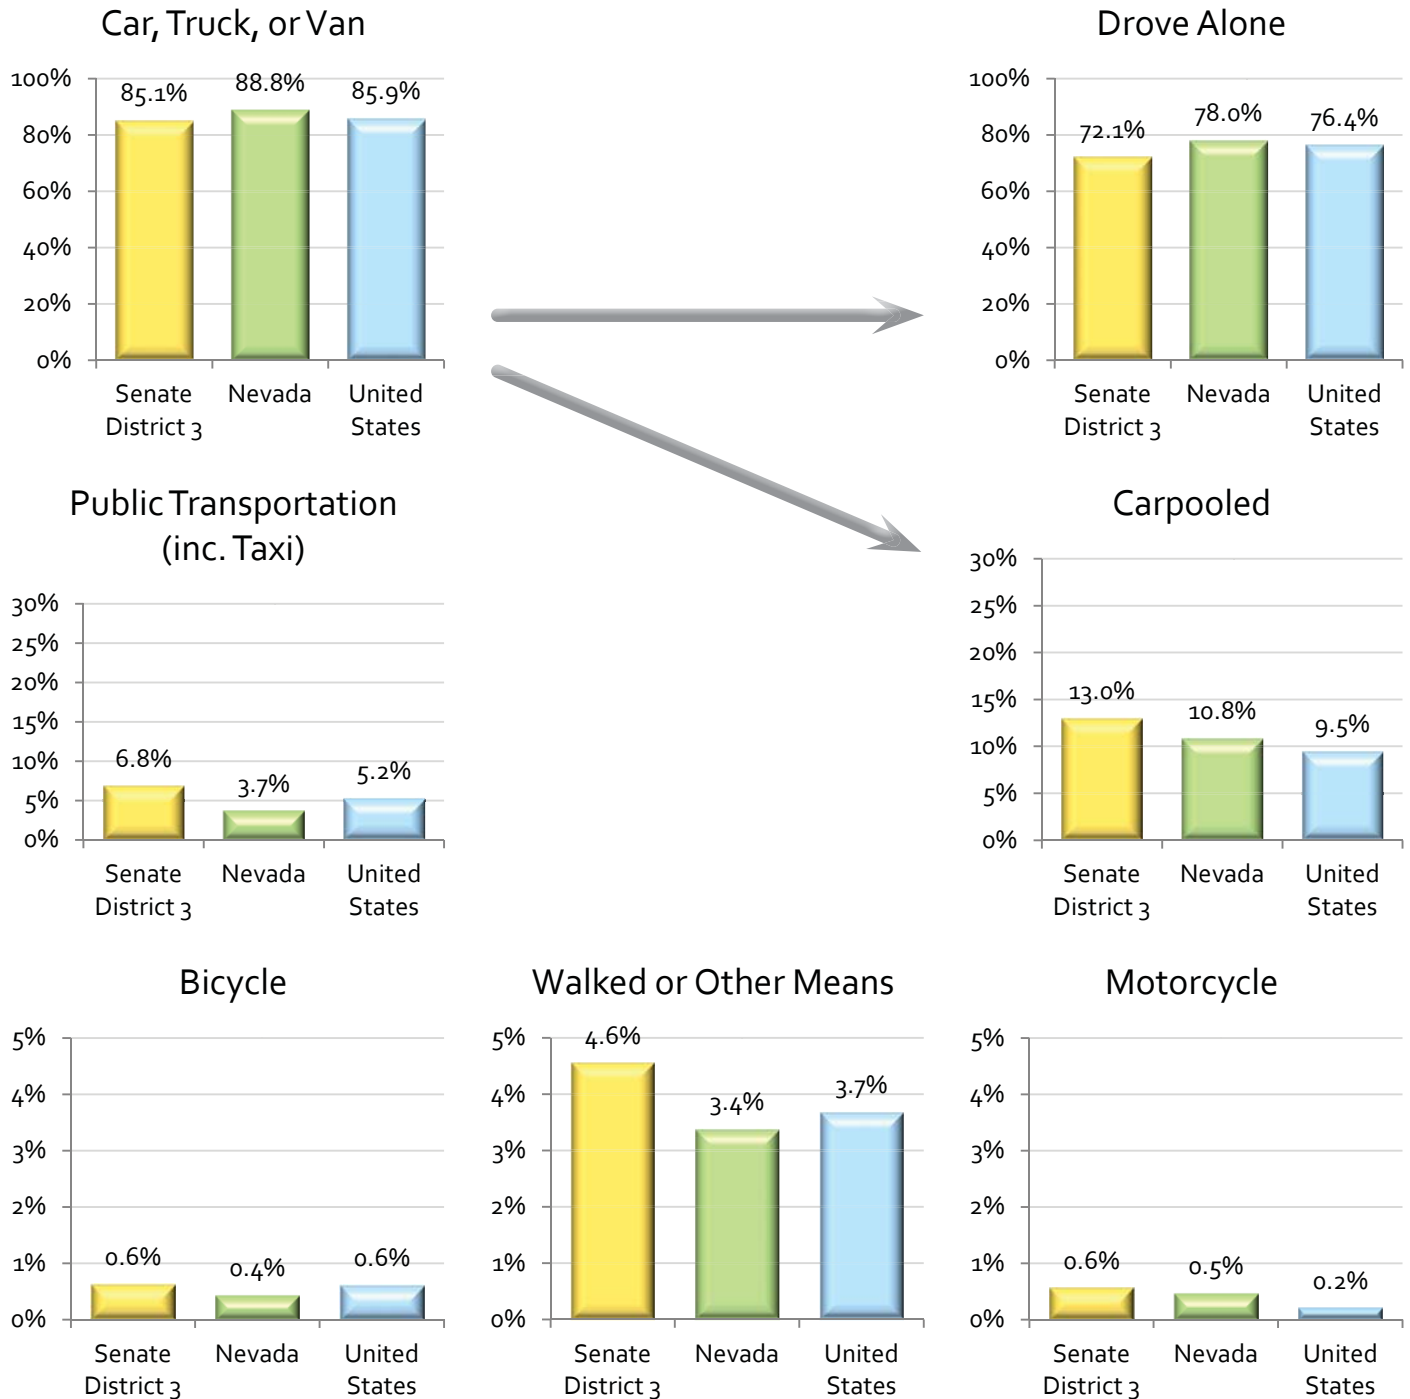 Car, Truck, or Van
100%
80%
60%
40%
20%
0%
85.1%
88.8%
85.9%
Senate
District 3
Nevada
United
States
Drove Alone
100%
80%
60%
40%
20%
0%
72.1%
78.0%
76.4%
Senate
District 3
Nevada
United
States
Public Transportation
(inc. Taxi)
30%
25%
20%
15%
10%
5%
0%
6.8%
3.7%
5.2%
Senate
District 3
Nevada
United
States
Carpooled
30%
25%
20%
15%
10%
5%
0%
13.0%
10.8%
9.5%
Senate
District 3
Nevada
United
States
Bicycle
5%
4%
3%
2%
1%
0%
0.6%
0.4%
0.6%
Senate
District 3
Nevada
United
States
Walked or Other Means
5%
4%
3%
2%
1%
0%
4.6%
3.4%
3.7%
Senate
District 3
Nevada
United
States
Motorcycle
5%
4%
3%
2%
1%
0%
0.6%
0.5%
0.2%
Senate
District 3
Nevada
United
States